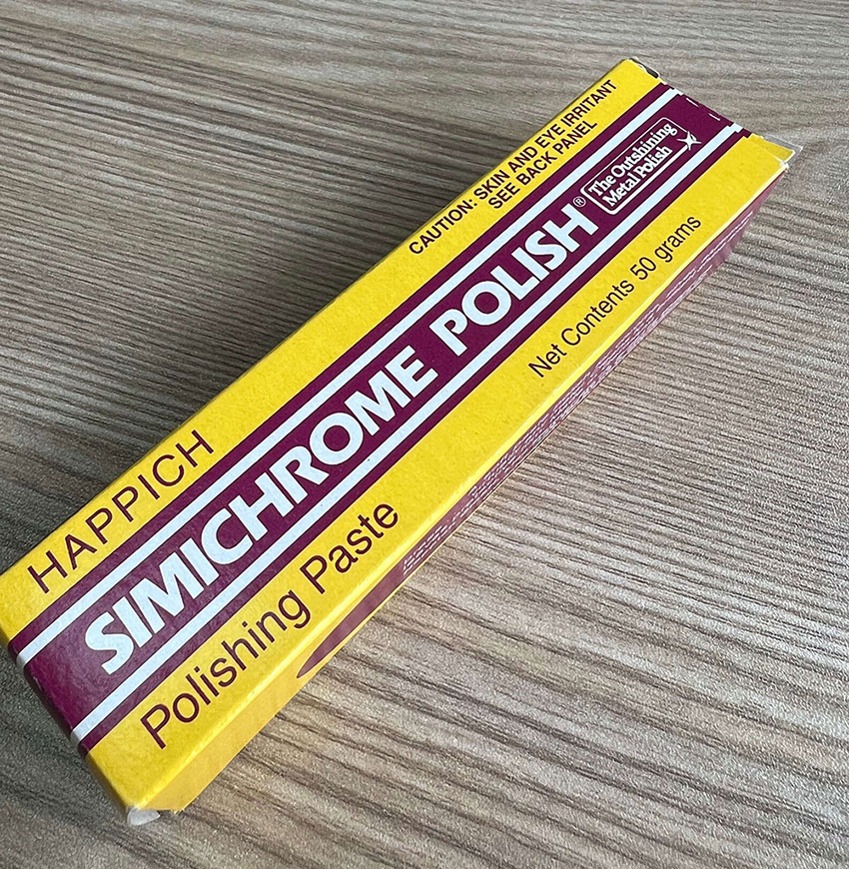 HAPPICH
CAUTION: SKIN AND EYE IRRITANT
SEE BACK PANEL
SIMICHROME POLISH®
The Outshining
Metal Polish
Polishing Paste
Net Contents 50 grams